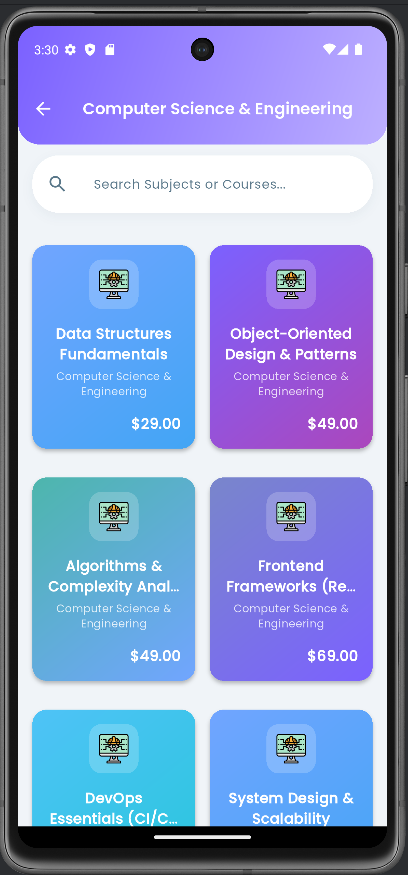 3:30
Computer Science & Engineering
Search Subjects or Courses...
Data Structures
Fundamentals
Computer Science &
Engineering
$29.00
Object-Oriented
Design & Patterns
Computer Science &
Engineering
$49.00
Algorithms &
Complexity Anal...
Computer Science &
Engineering
$49.00
Frontend
Frameworks (Re...
Computer Science &
Engineering
$69.00
DevOps
Essentials (CI/C...
System Design &
Scalability